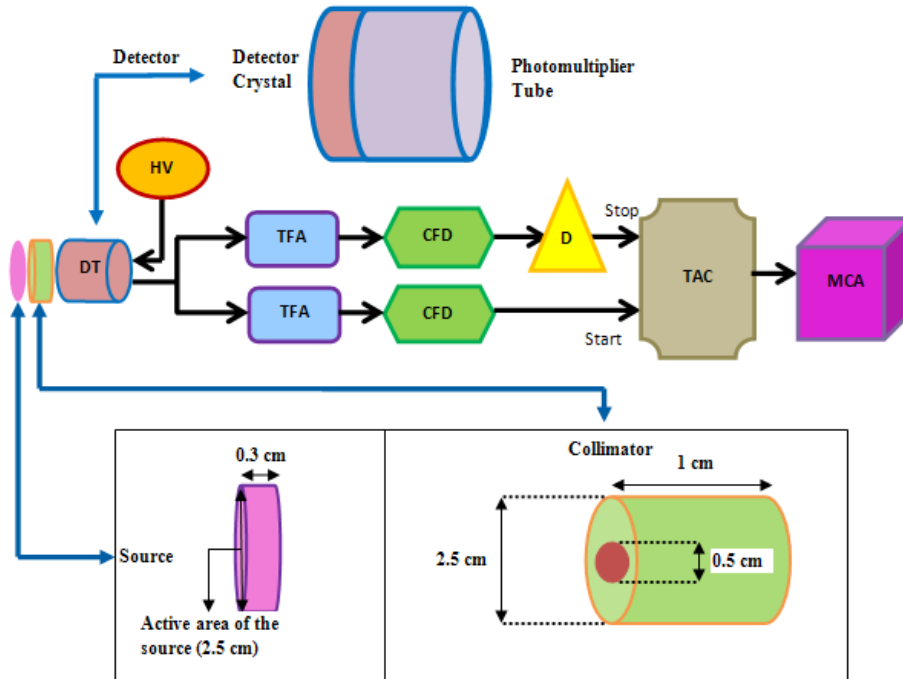 Detector
Detector
Crystal
Photomultiplier
Tube
HV
DT
TFA
CFD
D
Stop
TAC
MCA
TFA
CFD
Start
Source
0.3 cm
Active area of the
source (2.5 cm)
Collimator
1 cm
2.5 cm
0.5 cm